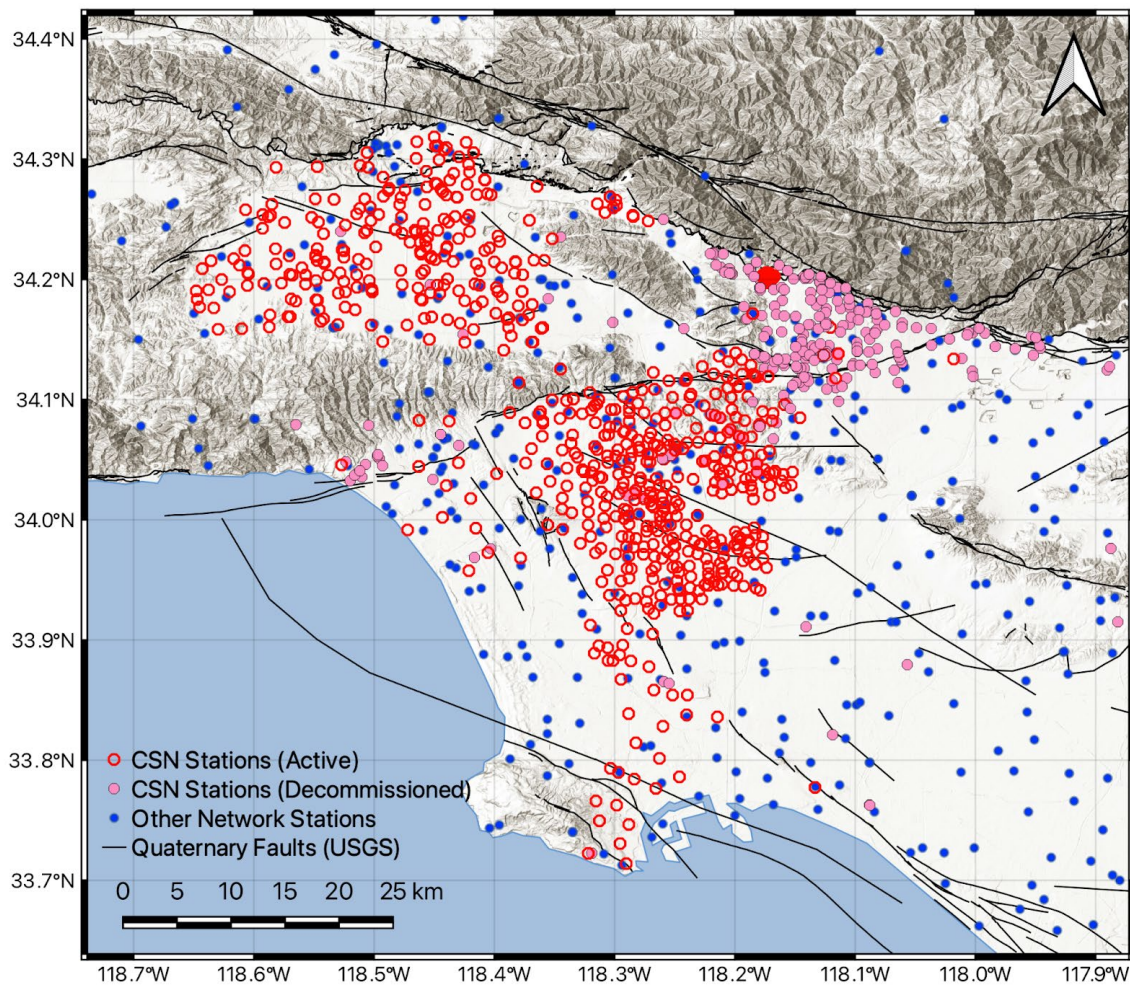 34.4°N
34.3°N
34.2°N
34.1°N
34.0°N
33.9°N
33.8°N
33.7°N
CSN Stations (Active)
CSN Stations (Decommissioned)
Other Network Stations
Quaternary Faults (USGS)
0 5 10 15 20 25 km
118.7°W 118.6°W 118.5°W 118.4°W 118.3°W 118.2°W 118.1°W 118.0°W 117.9°W